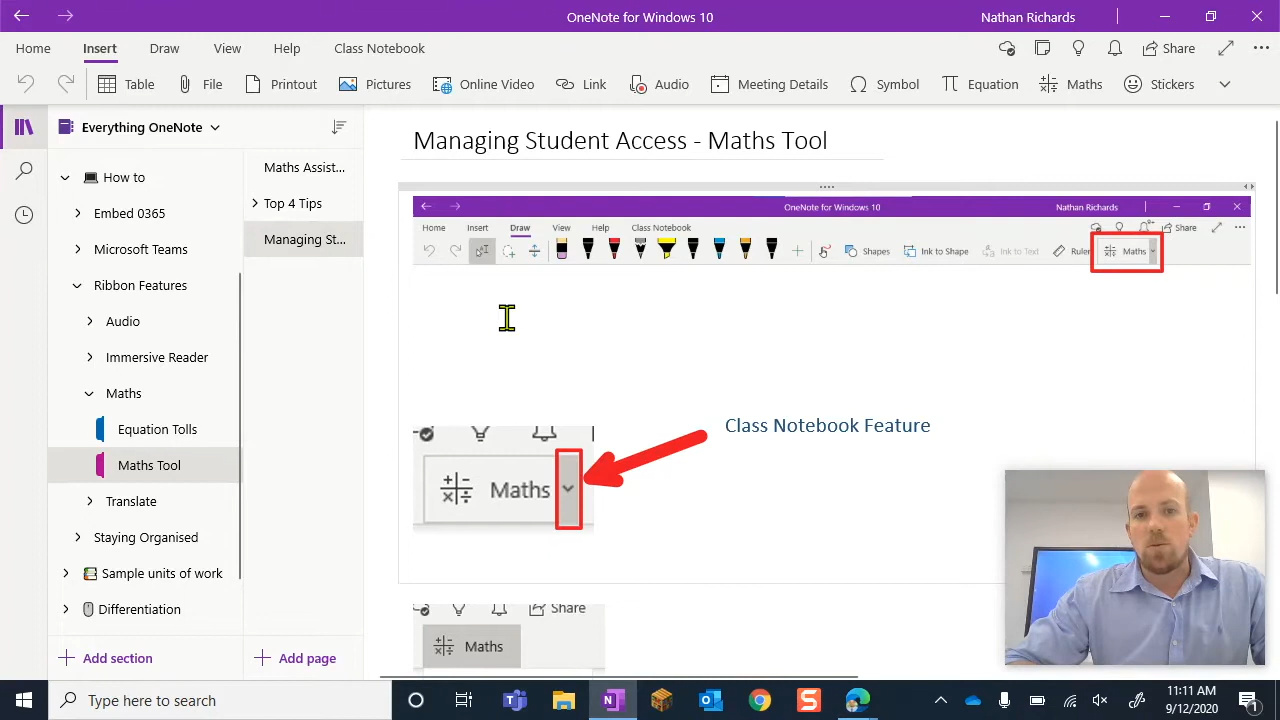 OneNote for Windows 10
Nathan Richards
Home Insert Draw View Help Class Notebook
Share
Table File Printout Pictures Online Video Link Audio Meeting Details Symbol Equation Maths Stickers
Everything OneNote
How to
Embed 0365
Microsoft Teams
Ribbon Features
Audio
Immersive Reader
Maths
Equation Tolls
Maths Tool
Translate
Staying Organised
Sample units of work
Differentiation
Add section
Maths Assist...
Top 4 Tips
Managing St...
Add page
Managing Student Access - Maths Tool
OneNote for Windows 10 Nathan Richards
Home Insert Draw View Help Class Notebook
Share
Shapes Ink to Shape Ink to Text Ruler Maths
Class Notebook Feature
Maths
Share
Maths
Type here to search
11:11 AM
9/12/2020
1